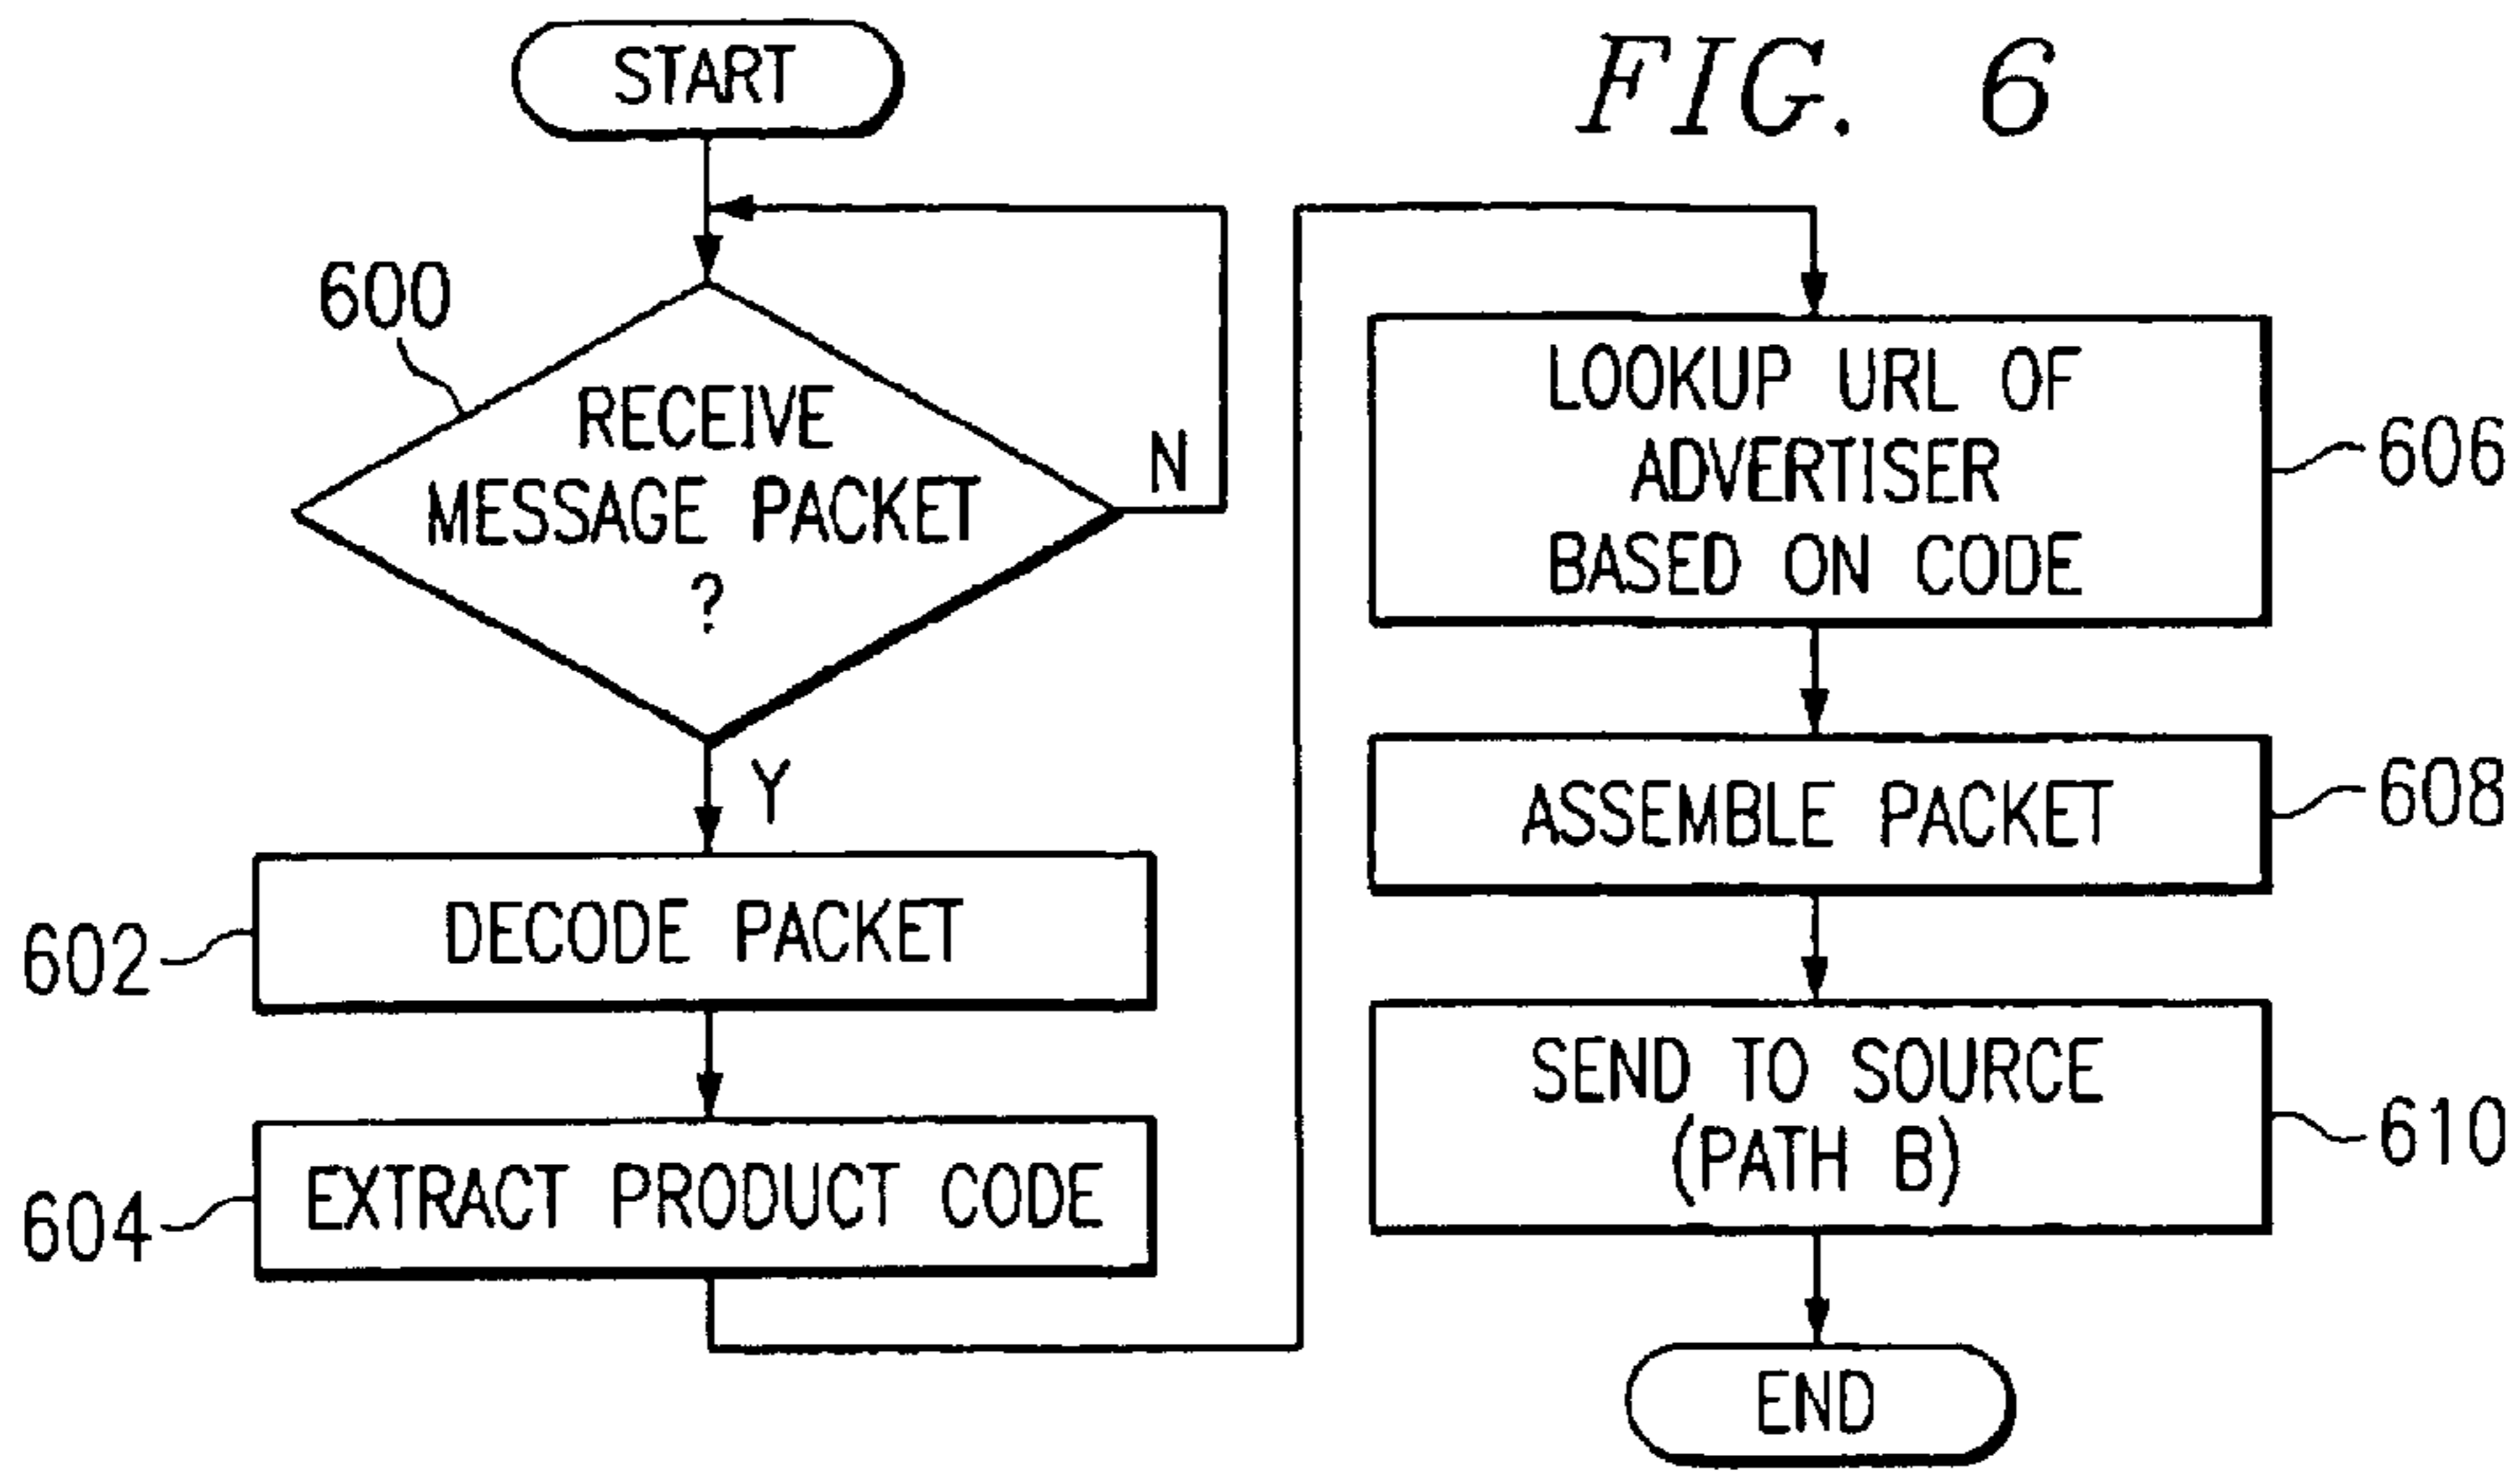 FIG. 6
START
600
RECEIVE
MESSAGE PACKET
?
N
Y
602
DECODE PACKET
604
EXTRACT PRODUCT CODE
LOOKUP URL OF
ADVERTISER
BASED ON CODE
606
ASSEMBLE PACKET
608
SEND TO SOURCE
(PATH B)
610
END